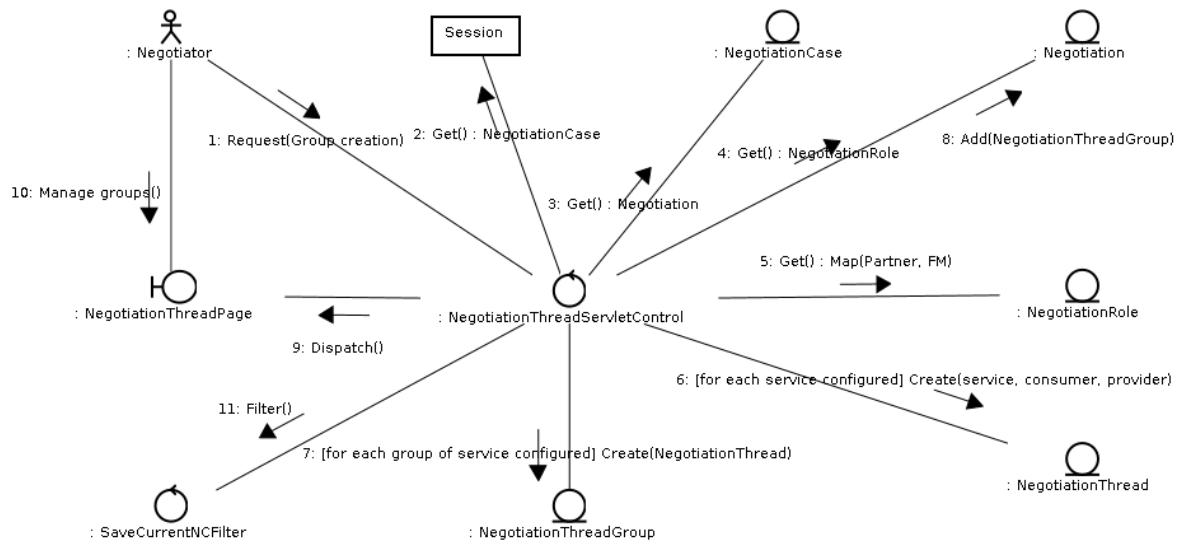 Session
: Negotiator
: NegotiationCase
: Negotiation
1: Request(Group creation)
2: Get() : NegotiationCase
8: Add(NegotiationThreadGroup)
4: Get() : NegotiationRole
10: Manage groups()
3: Get() : Negotiation
5: Get() : Map(Partner, FM)
: NegotiationThreadPage
: NegotiationThreadServletControl
: NegotiationRole
9: Dispatch()
6: [for each service configured] Create(service, consumer, provider)
11: Filter()
7: [for each group of service configured] Create(NegotiationThread)
: NegotiationThread
: SaveCurrentNCFilter
: NegotiationThreadGroup